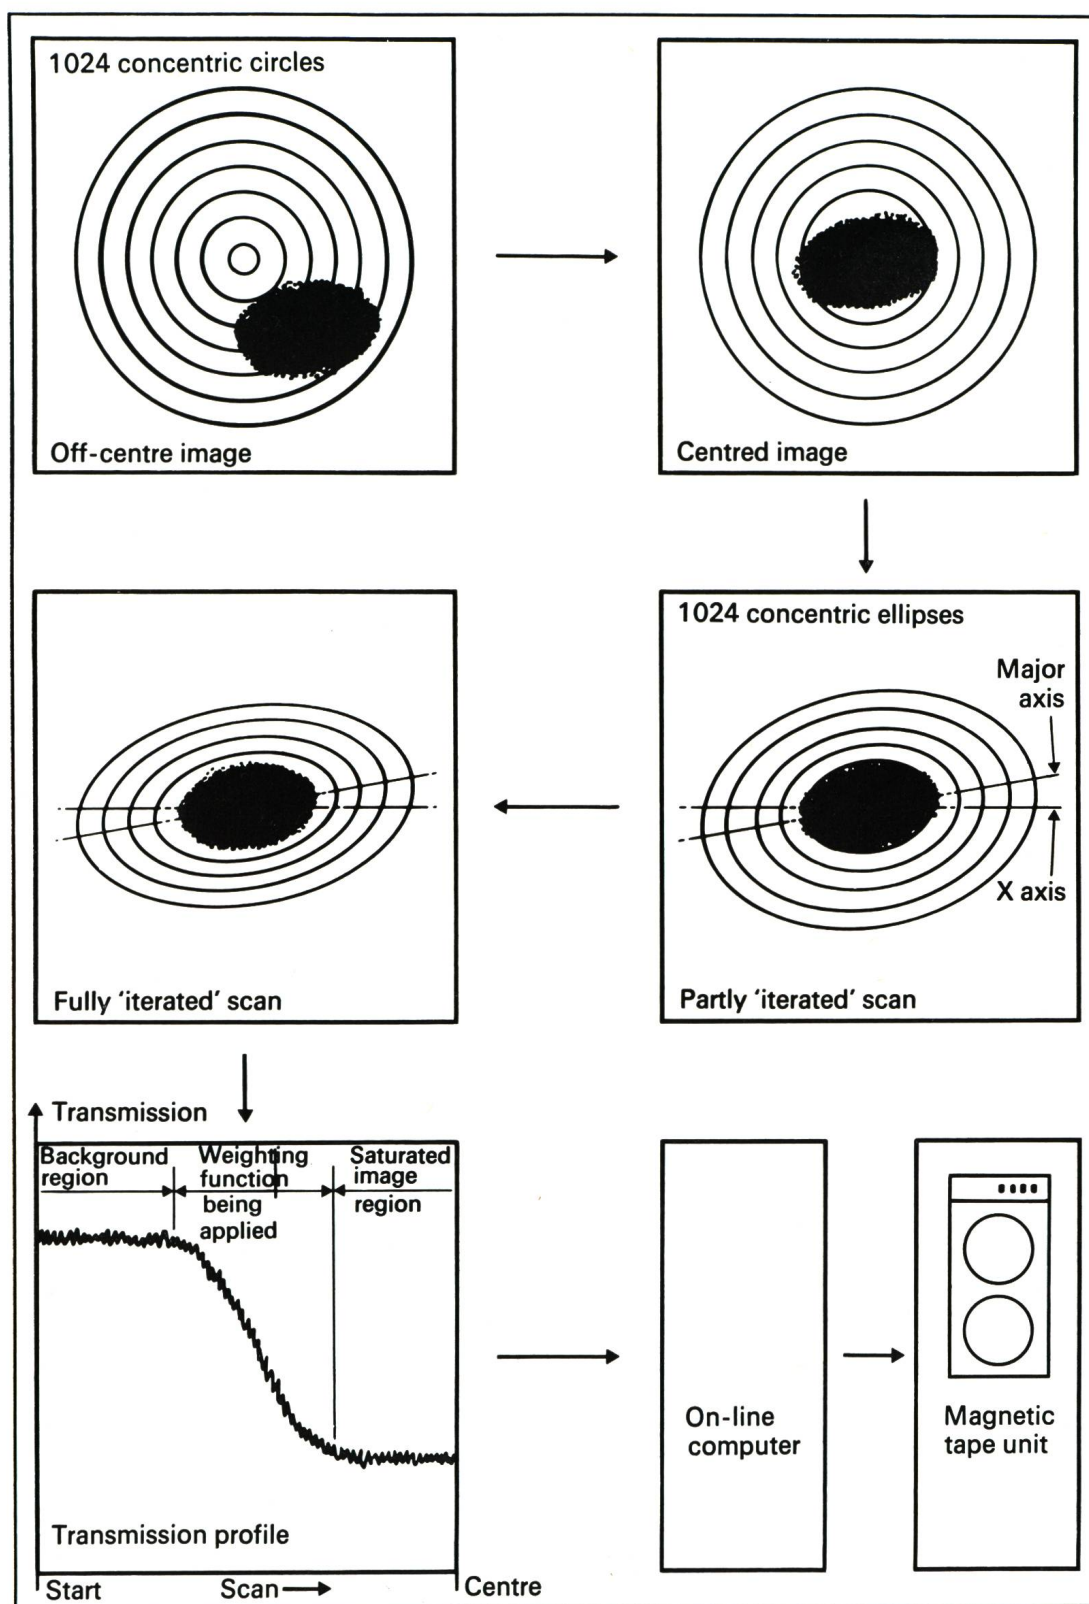 1024 concentric circles
Off-centre image
Centred image
1024 concentric ellipses
Major
axis
X axis
Partly ‘iterated’ scan
Fully ‘iterated’ scan
Transmission
Background
region
Weighting
function
being
applied
Saturated
image
region
Transmission profile
Start
Scan
Centre
On-line
computer
Magnetic
tape unit